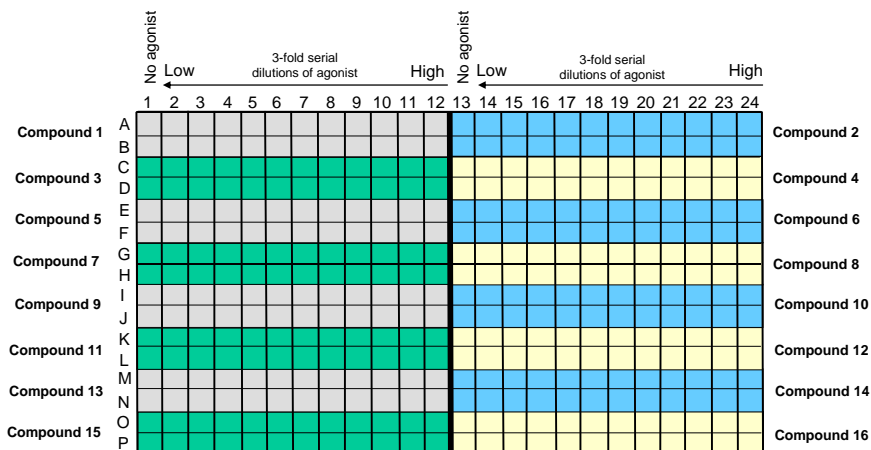 No agonist
3-fold serial
dilutions of agonist
Low
High
No agonist
3-fold serial
dilutions of agonist
Low
High
1 2 3 4 5 6 7 8 9 10 11 12 13 14 15 16 17 18 19 20 21 22 23 24
Compound 1
A
B
Compound 2
Compound 3
C
D
Compound 4
Compound 5
E
F
Compound 6
Compound 7
G
H
Compound 8
Compound 9
I
J
Compound 10
Compound 11
K
L
Compound 12
Compound 13
M
N
Compound 14
Compound 15
O
P
Compound 16